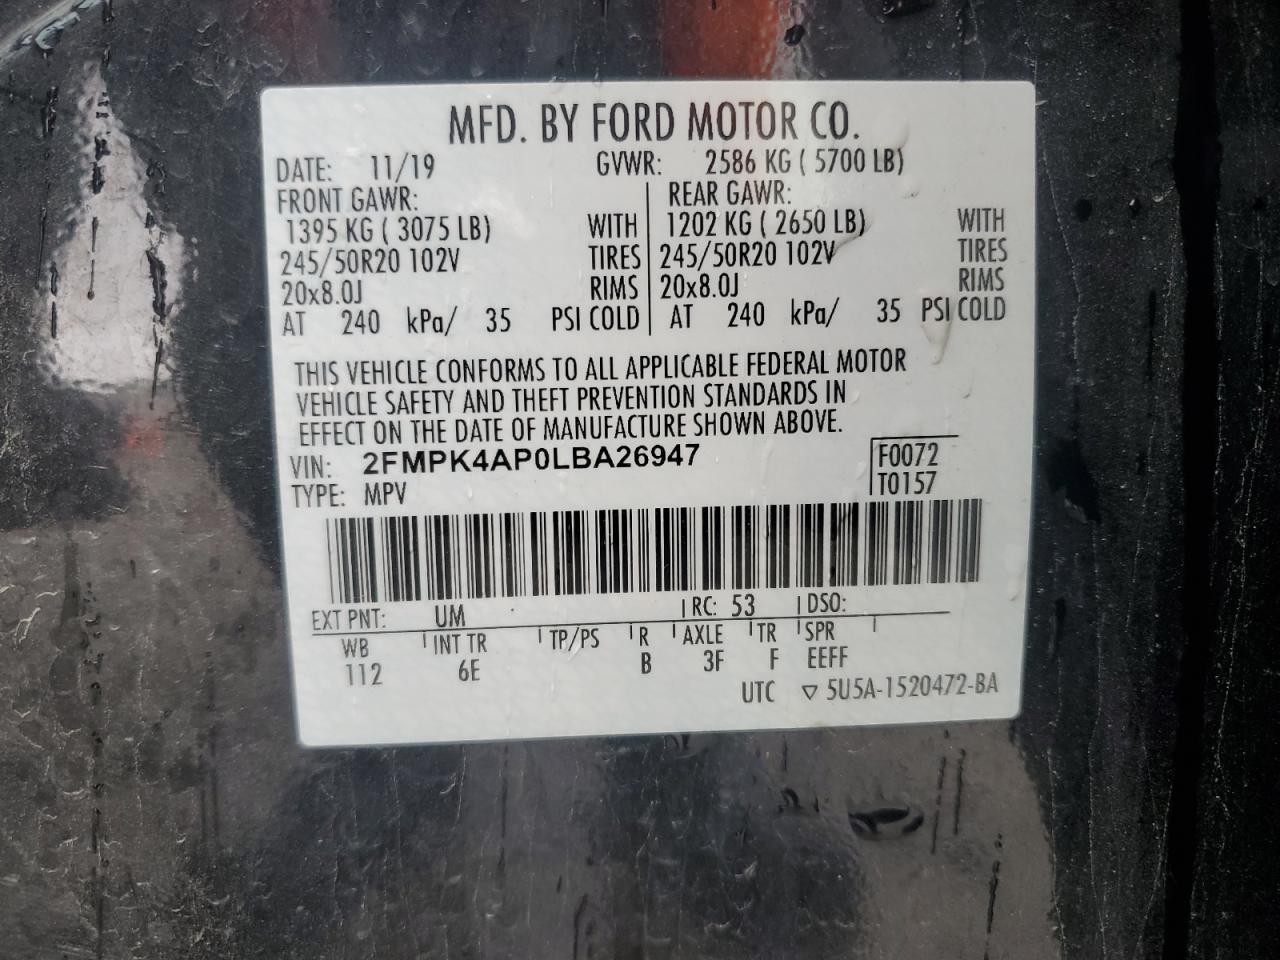 MFD. BY FORD MOTOR CO.
DATE: 11/19 GVWR: 2586 KG ( 5700 LB)
FRONT GAWR: REAR GAWR:
1395 KG ( 3075 LB) WITH 1202 KG ( 2650 LB) WITH
245/50R20 102V TIRES 245/50R20 102V TIRES
20x8.0J RIMS 20x8.0J RIMS
AT 240 kPa/ 35 PSI COLD AT 240 kPa/ 35 PSI COLD
THIS VEHICLE CONFORMS TO ALL APPLICABLE FEDERAL MOTOR
VEHICLE SAFETY AND THEFT PREVENTION STANDARDS IN
EFFECT ON THE DATE OF MANUFACTURE SHOWN ABOVE.
VIN: 2FMPK4AP0LBA26947 F0072
TYPE: MPV T0157
EXT PNT: UM RC: 53 DSO:
WB INT TR TP/PS R AXLE TR SPR
112 6E B 3F F EEFF
UTC ▽ 5U5A-1520472-BA